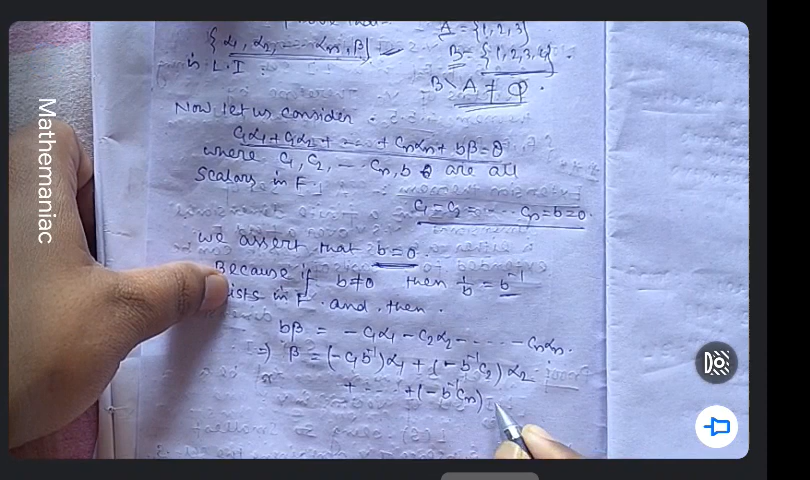 A = {1,2,3}
{α1, α2, ... αn, β}
B = {1,2,3,4}.
is L.I
B \ A ≠ Φ.
Now let us consider
c1α1 + c2α2 + ... + cnαn + bβ = θ
where c1, c2, ... cn, b are all
scalars in F
c1 = c2 = ... cn = b = 0.
we assert that b = 0.
Because if b ≠ 0 then 1/b = b^-1
ists in F. and then.
bβ = -c1α1 - c2α2 - ..... - cnαn.
=) β = (-c1b^-1)α1 + (-b^-1c2)α2
+ ... + (-b^-1cn)
Mathemaniac